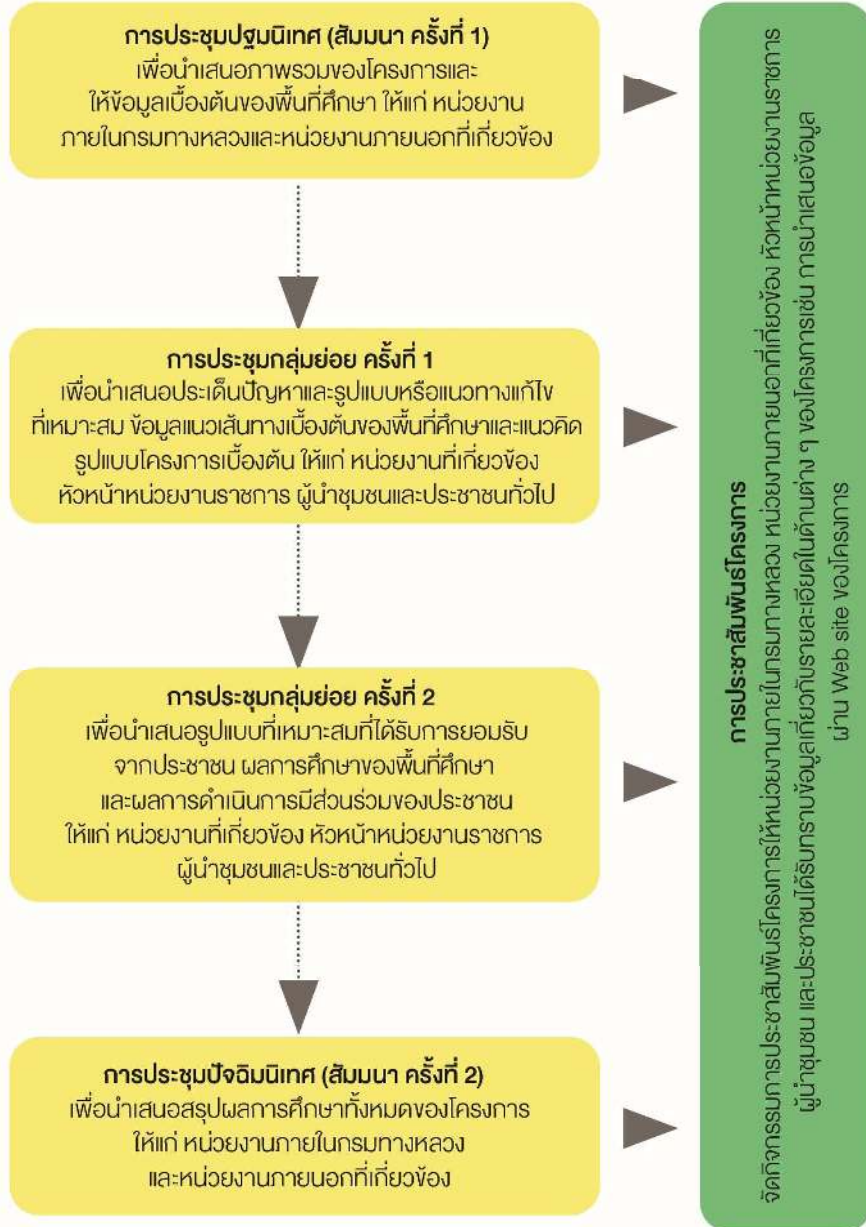 การประชุมปฐมนิเทศ (สัมมนา ครั้งที่ 1)
เพื่อนำเสนอภาพรวมของโครงการและ
ให้ข้อมูลเบื้องต้นของพื้นที่ศึกษา ให้แก่ หน่วยงาน
ภายในกรมทางหลวงและหน่วยงานภายนอกที่เกี่ยวข้อง
การประชุมกลุ่มย่อย ครั้งที่ 1
เพื่อนำเสนอประเด็นปัญหาและรูปแบบหรือแนวทางแก้ไข
ที่เหมาะสม ข้อมูลแนวเส้นทางเบื้องต้นของพื้นที่ศึกษาและแนวคิด
รูปแบบโครงการเบื้องต้น ให้แก่ หน่วยงานที่เกี่ยวข้อง
หัวหน้าหน่วยงานราชการ ผู้นำชุมชนและประชาชนทั่วไป
การประชุมกลุ่มย่อย ครั้งที่ 2
เพื่อนำเสนอรูปแบบที่เหมาะสมที่ได้รับการยอมรับ
จากประชาชน ผลการศึกษาของพื้นที่ศึกษา
และผลการดำเนินการมีส่วนร่วมของประชาชน
ให้แก่ หน่วยงานที่เกี่ยวข้อง หัวหน้าหน่วยงานราชการ
ผู้นำชุมชนและประชาชนทั่วไป
การประชุมปัจฉิมนิเทศ (สัมมนา ครั้งที่ 2)
เพื่อนำเสนอสรุปผลการศึกษาทั้งหมดของโครงการ
ให้แก่ หน่วยงานภายในกรมทางหลวง
และหน่วยงานภายนอกที่เกี่ยวข้อง
การประชาสัมพันธ์โครงการ
จัดกิจกรรมการประชาสัมพันธ์โครงการให้หน่วยงานภายในกรมทางหลวง หน่วยงานภายนอกที่เกี่ยวข้อง หัวหน้าหน่วยงานราชการ
ผู้นำชุมชน และประชาชนได้รับทราบข้อมูลเกี่ยวกับรายละเอียดในด้านต่าง ๆ ของโครงการเช่น การนำเสนอข้อมูล
ผ่าน Web site ของโครงการ